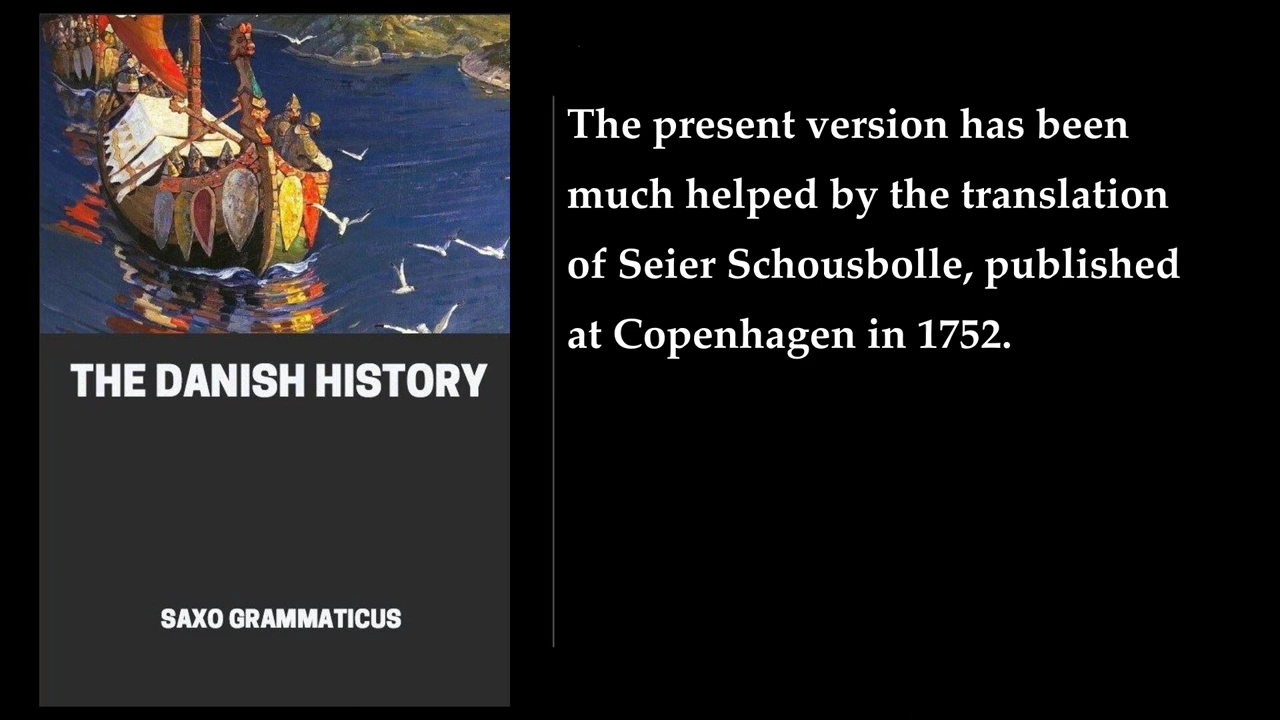 THE DANISH HISTORY
SAXO GRAMMATICUS
The present version has been
much helped by the translation
of Seier Schousbolle, published
at Copenhagen in 1752.